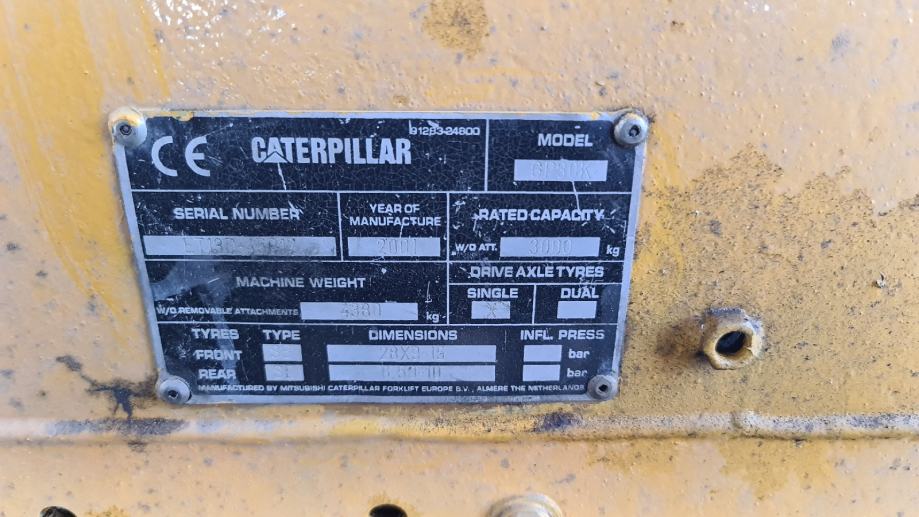 91283-24800
CE CATERPILLAR
MODEL
SERIAL NUMBER
YEAR OF MANUFACTURE
2001
RATED CAPACITY
W/O ATT. 3000 kg
MACHINE WEIGHT
W/O REMOVABLE ATTACHMENTS 4380 kg
DRIVE AXLE TYRES
SINGLE DUAL
X
TYRES TYPE DIMENSIONS INFL. PRESS
FRONT bar
REAR bar
MANUFACTURED BY MITSUBISHI CATERPILLAR FORKLIFT EUROPE B.V., ALMERE THE NETHERLANDS